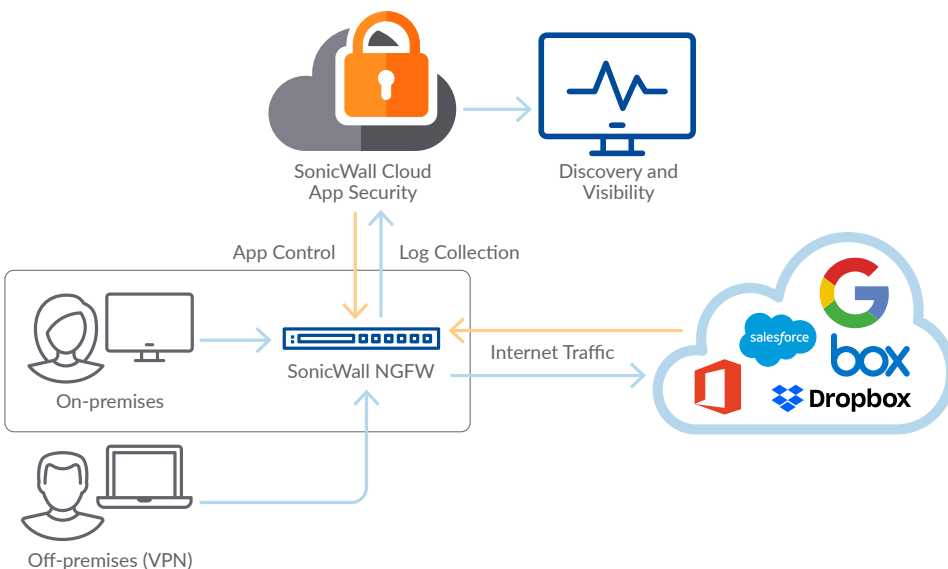 SonicWall Cloud
App Security
Discovery and
Visibility
App Control
Log Collection
On-premises
SonicWall NGFW
Internet Traffic
salesforce
box
Dropbox
Off-premises (VPN)